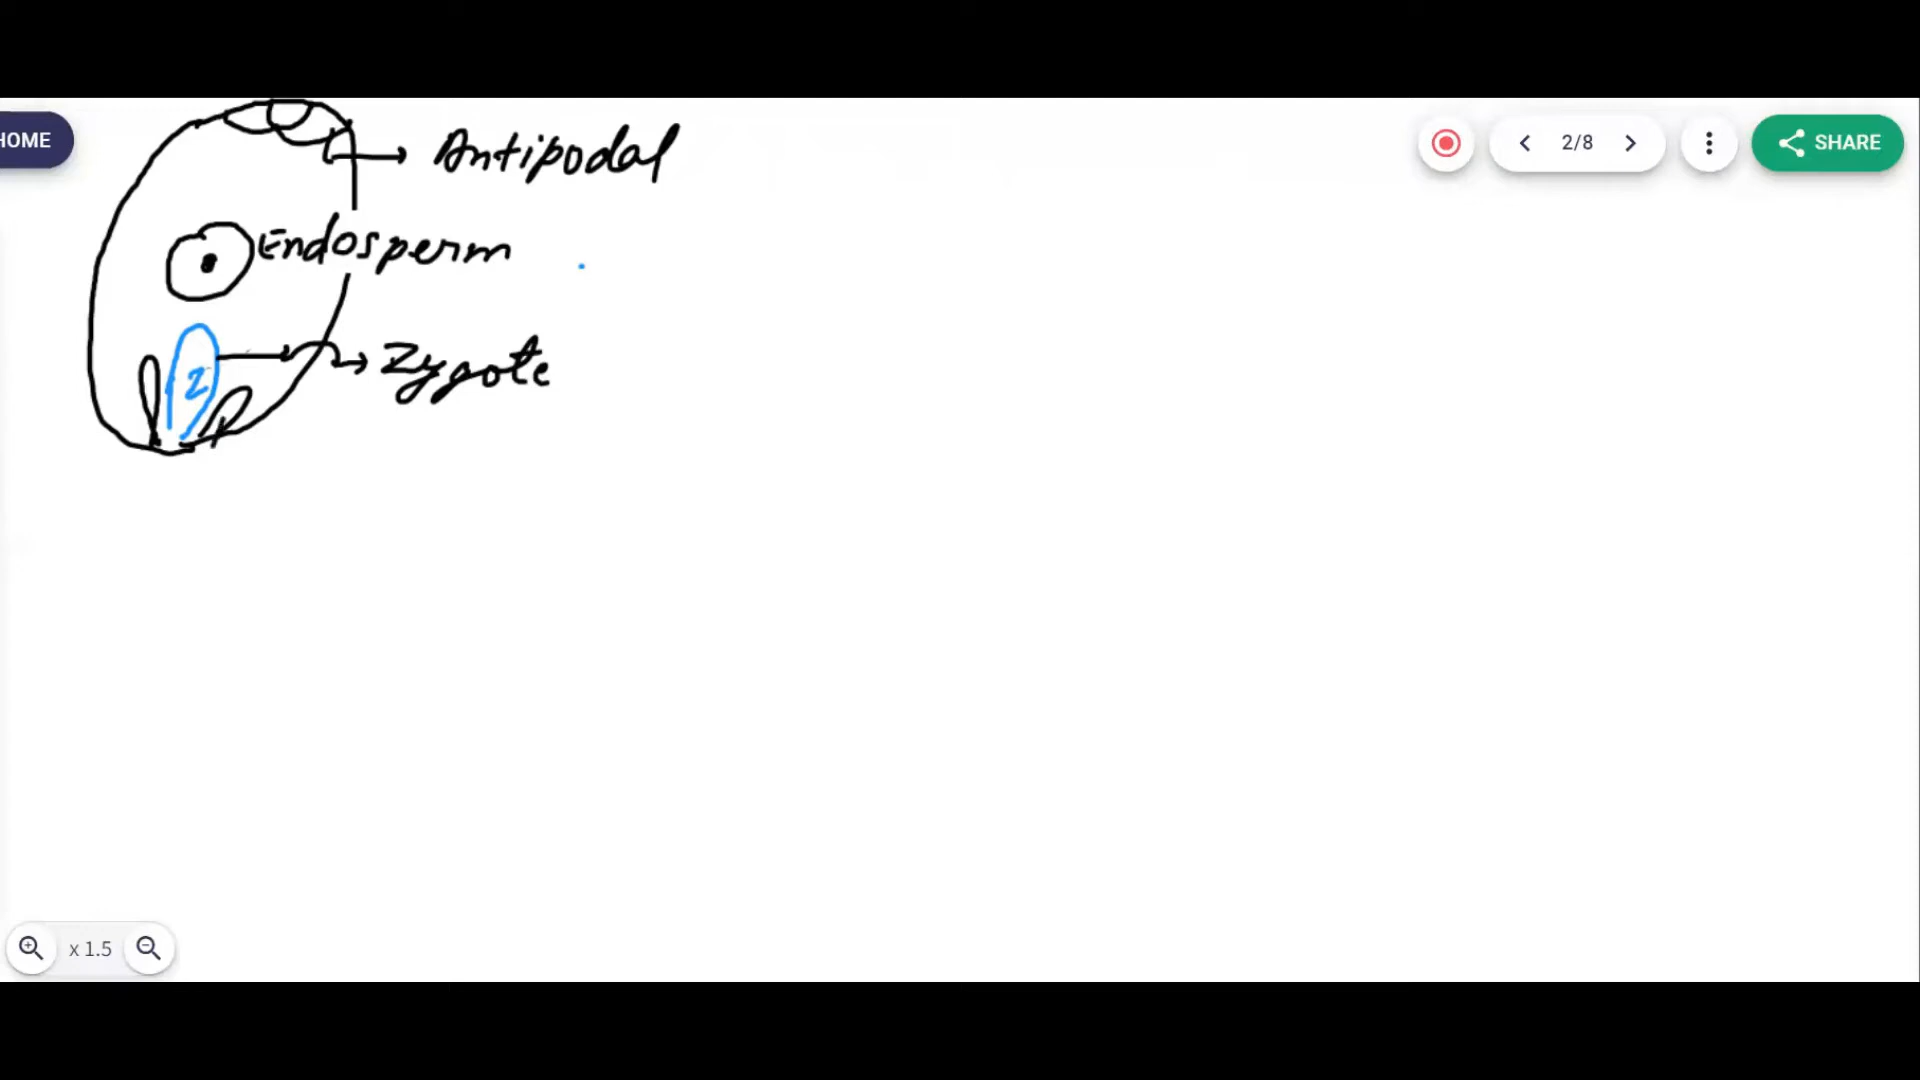 HOME
Antipodal
2/8
SHARE
Endosperm
Z
Zygote
x 1.5